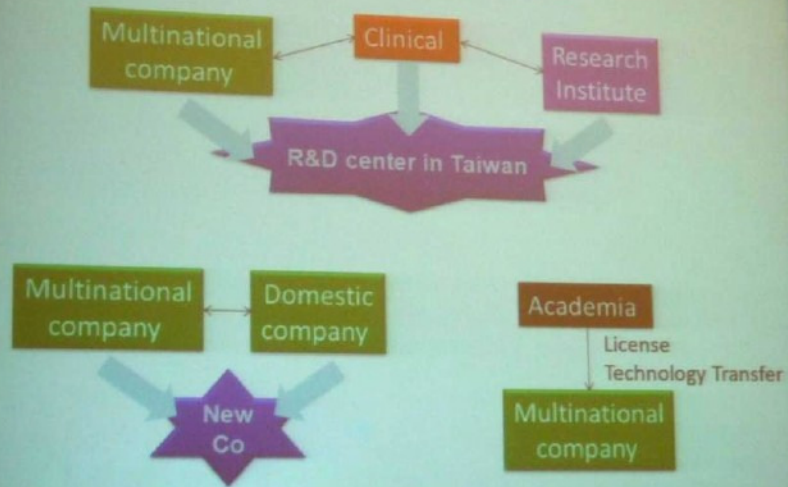 Multinational
company
Clinical
Research
Institute
R&D center in Taiwan
Multinational
company
Domestic
company
New
Co
Academia
License
Technology Transfer
Multinational
company